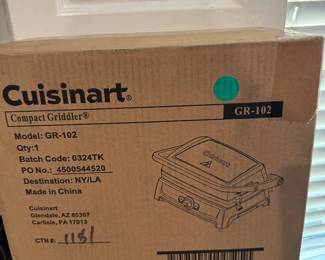 Cuisinart®
Compact Griddler®
GR-102
Model: GR-102
Qty:1
Batch Code: 0324TK
PO No.: 4500544520
Destination: NY/LA
Made in China
Cuisinart
Glendale, AZ 85307
Carlisle, PA 17013
CTN #: 1181
Cuisinart